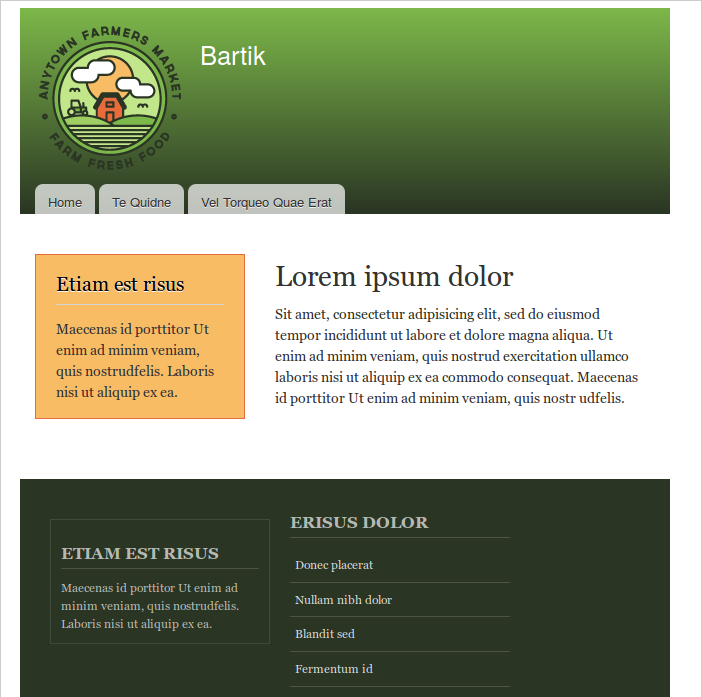 ANYTOWN FARMERS MARKET
FARM FRESH FOOD
Bartik
Home
Te Quidne
Vel Torqueo Quae Erat
Etiam est risus
Maecenas id porttitor Ut
enim ad minim veniam,
quis nostrudfelis. Laboris
nisi ut aliquip ex ea.
Lorem ipsum dolor
Sit amet, consectetur adipisicing elit, sed do eiusmod
tempor incididunt ut labore et dolore magna aliqua. Ut
enim ad minim veniam, quis nostrud exercitation ullamco
laboris nisi ut aliquip ex ea commodo consequat. Maecenas
id porttitor Ut enim ad minim veniam, quis nostr udfelis.
ETIAM EST RISUS
Maecenas id porttitor Ut enim ad
minim veniam, quis nostrudfelis.
Laboris nisi ut aliquip ex ea.
ERISUS DOLOR
Donec placerat
Nullam nibh dolor
Blandit sed
Fermentum id